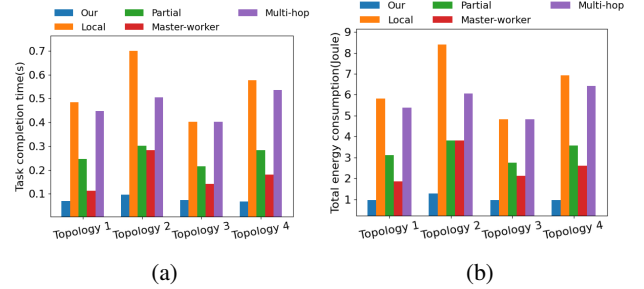 Our Partial Multi-hop
Local Master-worker
Task completion time(s)
0.7
0.6
0.5
0.4
0.3
0.2
0.1
Topology 1 Topology 2 Topology 3 Topology 4
(a)
Our Partial Multi-hop
Local Master-worker
Total energy consumption(Joule)
9
8
7
6
5
4
3
2
1
Topology 1 Topology 2 Topology 3 Topology 4
(b)